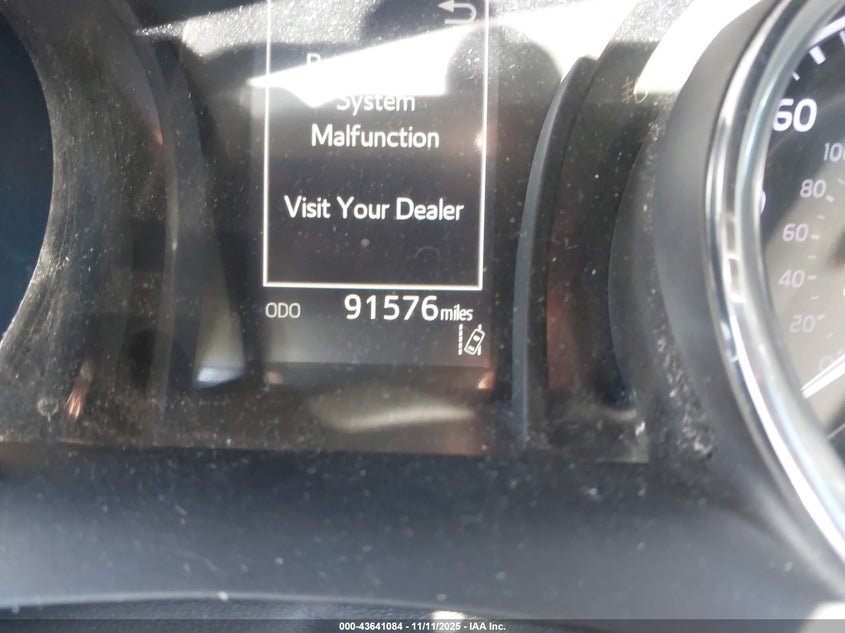 System
Malfunction
Visit Your Dealer
ODO 91576 miles
60
80
60
40
20
000-43641084 - 11/11/2025 - IAA Inc.